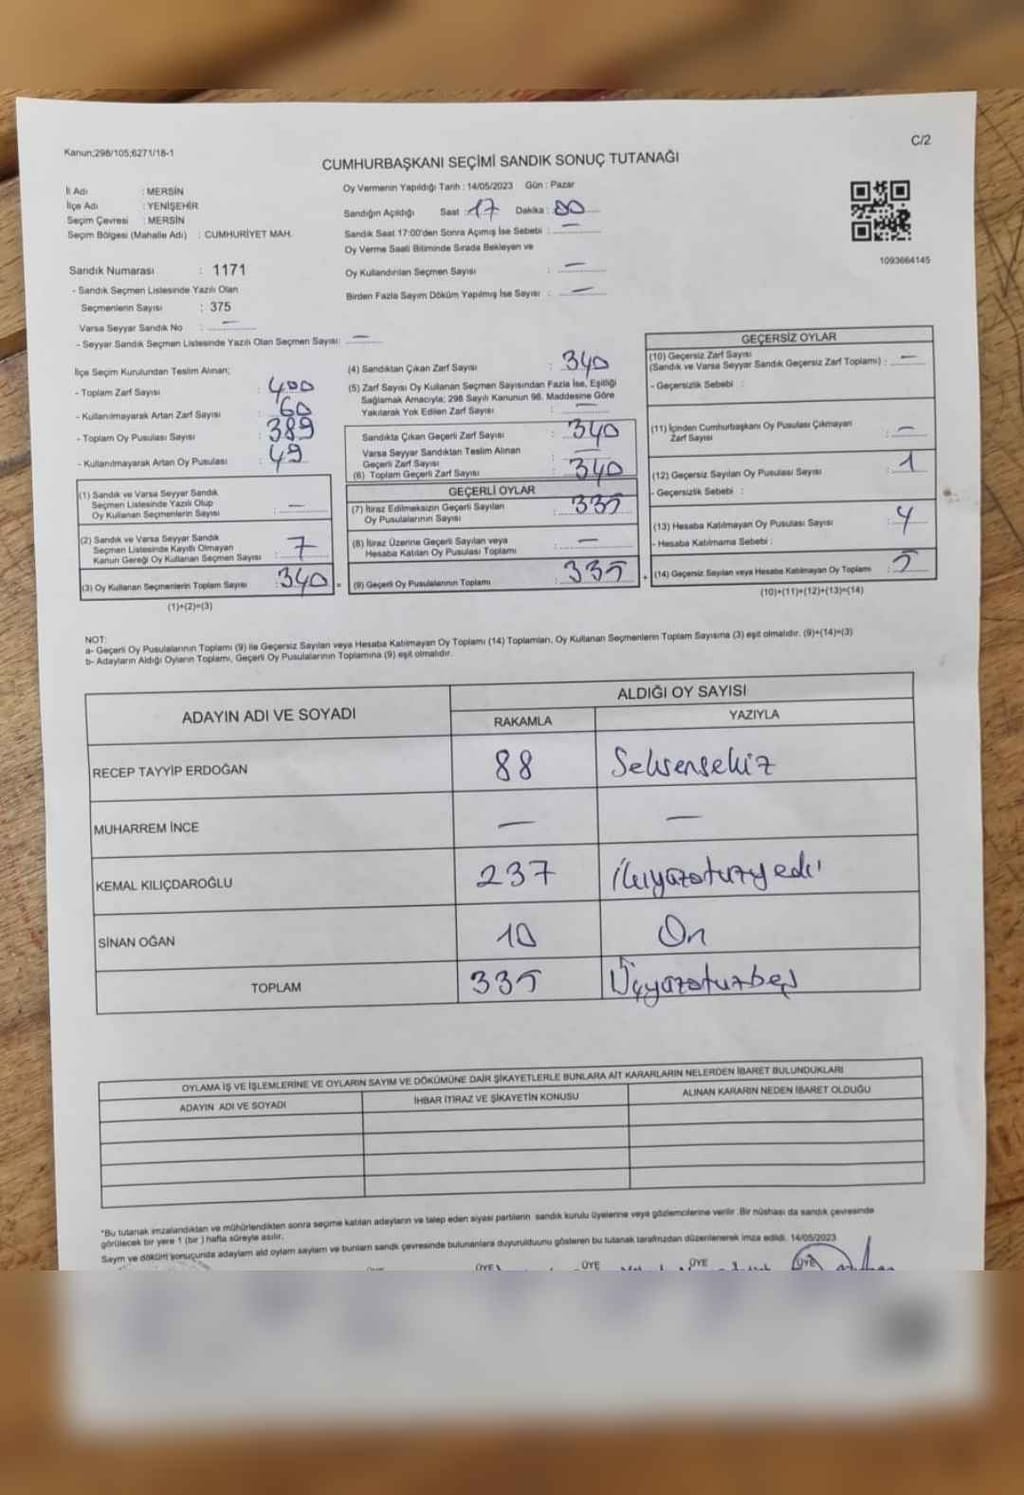 Kanun;298/105;6271/18-1
C/2
CUMHURBAŞKANI SEÇİMİ SANDIK SONUÇ TUTANAĞI
İl Adı : MERSİN
İlçe Adı : YENİŞEHİR
Seçim Çevresi : MERSİN
Seçim Bölgesi (Mahalle Adı) : CUMHURİYET MAH.
Oy Vermenin Yapıldığı Tarih : 14/05/2023 Gün : Pazar
Sandığın Açıldığı Saat : 17 Dakika : 00
Sandık Saat 17:00'den Sonra Açımış İse Sebebi : —
Oy Verme Saati Bitiminde Sırada Bekleyen ve
Oy Kullandırılan Seçmen Sayısı : —
Birden Fazla Sayım Döküm Yapılmış İse Sayısı : —
1093664145
Sandık Numarası : 1171
- Sandık Seçmen Listesinde Yazılı Olan
Seçmenlerin Sayısı : 375
Varsa Seyyar Sandık No : —
- Seyyar Sandık Seçmen Listesinde Yazılı Olan Seçmen Sayısı: —
İlçe Seçim Kurulundan Teslim Alınan;
- Toplam Zarf Sayısı : 400
- Kullanılmayarak Artan Zarf Sayısı : 60
- Toplam Oy Pusulası Sayısı : 389
- Kullanılmayarak Artan Oy Pusulası : 49
(1) Sandık ve Varsa Seyyar Sandık
Seçmen Listesinde Yazılı Olup
Oy Kullanan Seçmenlerin Sayısı : —
(2) Sandık ve Varsa Seyyar Sandık
Seçmen Listesinde Kayıtlı Olmayan
Kanun Gereği Oy Kullanan Seçmen Sayısı : 7
(3) Oy Kullanan Seçmenlerin Toplam Sayısı : 340 =
(1)+(2)=(3)
(4) Sandıktan Çıkan Zarf Sayısı : 340
(5) Zarf Sayısı Oy Kullanan Seçmen Sayısından Fazla İse, Eşitliği
Sağlamak Amacıyla; 298 Sayılı Kanunun 98. Maddesine Göre
Yakılarak Yok Edilen Zarf Sayısı : —
Sandıkta Çıkan Geçerli Zarf Sayısı : 340
Varsa Seyyar Sandıktan Teslim Alınan
Geçerli Zarf Sayısı : —
(6) Toplam Geçerli Zarf Sayısı : 340
GEÇERLİ OYLAR
(7) İtiraz Edilmeksizin Geçerli Sayılan
Oy Pusulalarının Sayısı : 335
(8) İtiraz Üzerine Geçerli Sayılan veya
Hesaba Katılan Oy Pusulası Toplamı : —
(9) Geçerli Oy Pusulalarının Toplamı : 335 +
GEÇERSİZ OYLAR
(10) Geçersiz Zarf Sayısı
(Sandık ve Varsa Seyyar Sandık Geçersiz Zarf Toplamı) : —
- Geçersizlik Sebebi :
(11) İçinden Cumhurbaşkanı Oy Pusulası Çıkmayan
Zarf Sayısı : —
(12) Geçersiz Sayılan Oy Pusulası Sayısı : 1
- Geçersizlik Sebebi :
(13) Hesaba Katılmayan Oy Pusulası Sayısı : 4
- Hesaba Katılmama Sebebi :
(14) Geçersiz Sayılan veya Hesaba Katılmayan Oy Toplamı : 5
(10)+(11)+(12)+(13)=(14)
NOT:
a- Geçerli Oy Pusulalarının Toplamı (9) ile Geçersiz Sayılan veya Hesaba Katılmayan Oy Toplamı (14) Toplamları, Oy Kullanan Seçmenlerin Toplam Sayısına (3) eşit olmalıdır. (9)+(14)=(3)
b- Adayların Aldığı Oyların Toplamı, Geçerli Oy Pusulalarının Toplamına (9) eşit olmalıdır.
ADAYIN ADI VE SOYADI
ALDIĞI OY SAYISI
RAKAMLA YAZIYLA
RECEP TAYYİP ERDOĞAN 88 Seksensekiz
MUHARREM İNCE — —
KEMAL KILIÇDAROĞLU 237 İkiyüzotuzyedi
SİNAN OĞAN 10 On
TOPLAM 335 Üçyüzotuzbeş
OYLAMA İŞ VE İŞLEMLERİNE VE OYLARIN SAYIM VE DÖKÜMÜNE DAİR ŞİKAYETLERLE BUNLARA AİT KARARLARIN NELERDEN İBARET BULUNDUKLARI
ADAYIN ADI VE SOYADI İHBAR İTİRAZ VE ŞİKAYETİN KONUSU ALINAN KARARIN NEDEN İBARET OLDUĞU
*Bu tutanak imzalandıktan ve mühürlendikten sonra seçime katılan adayların ve talep eden siyasi partilerin sandık kurulu üyelerine veya gözlemcilerine verilir. Bir nüshası da sandık çevresinde
görülecek bir yere 1 (bir ) hafta süreyle asılır.
Sayım ve döküm sonuçunda adayların aldığı oyların sayıları ve bunların sandık çevresinde bulunanlara duyurulduğunu gösteren bu tutanak tarafımızdan düzenlenerek imza edildi. 14/05/2023
ÜYE ÜYE ÜYE ÜYE